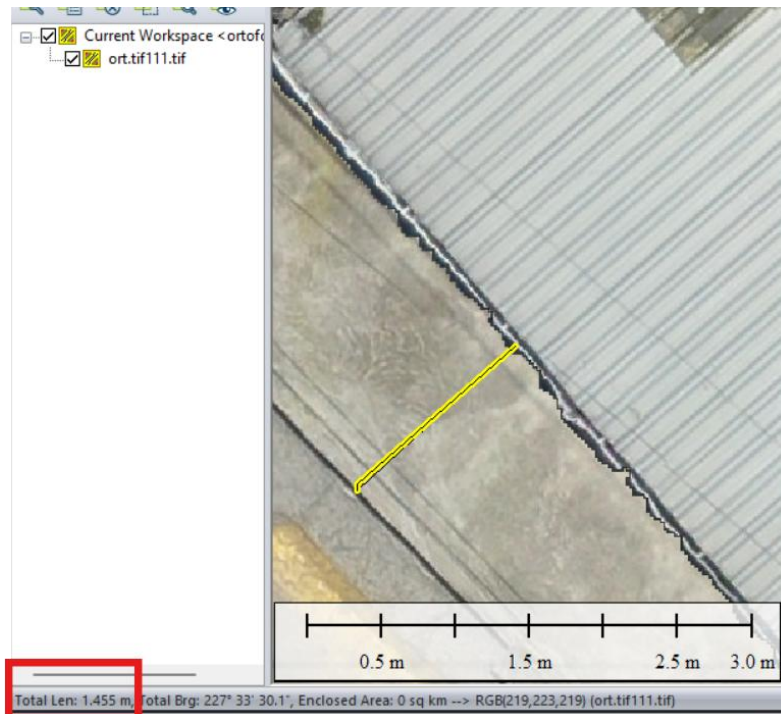 Current Workspace <ortofo
ort.tif111.tif
0.5 m 1.5 m 2.5 m 3.0 m
Total Len: 1.455 m, Total Brg: 227° 33' 30.1", Enclosed Area: 0 sq km --> RGB(219,223,219) (ort.tif111.tif)